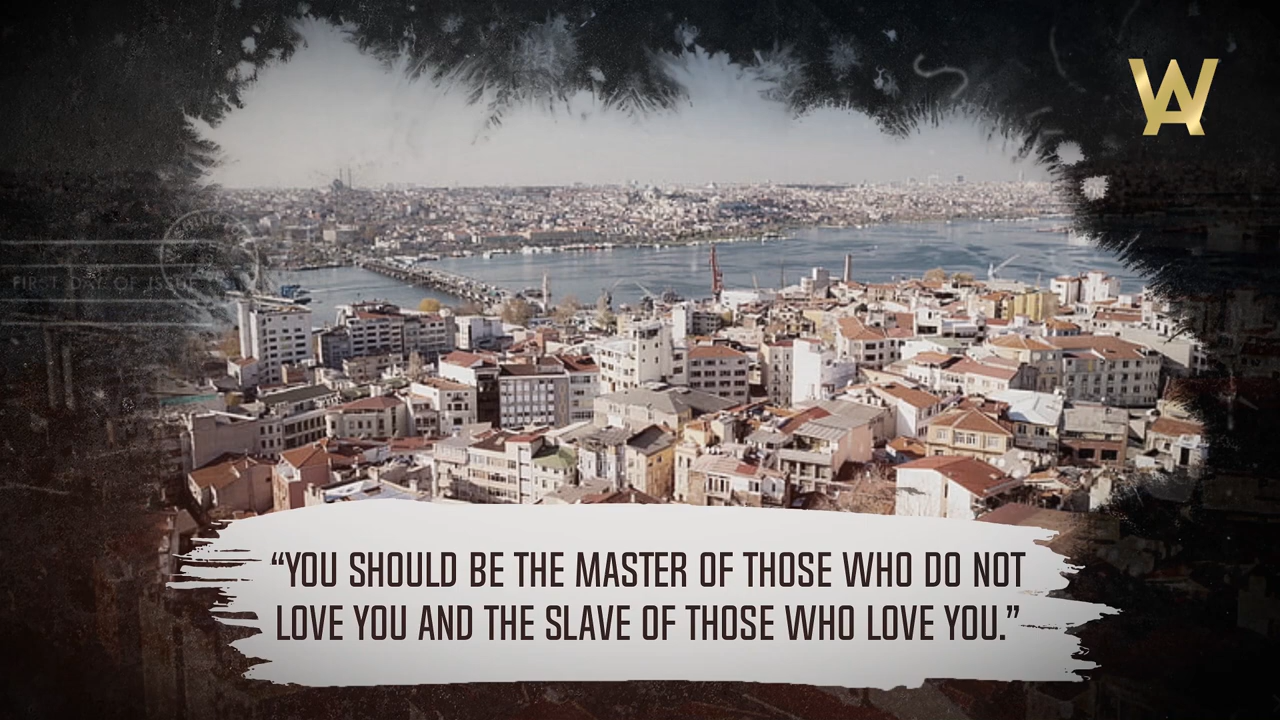 WA
FIRST DAY OF ISSUE
“YOU SHOULD BE THE MASTER OF THOSE WHO DO NOT
LOVE YOU AND THE SLAVE OF THOSE WHO LOVE YOU.”